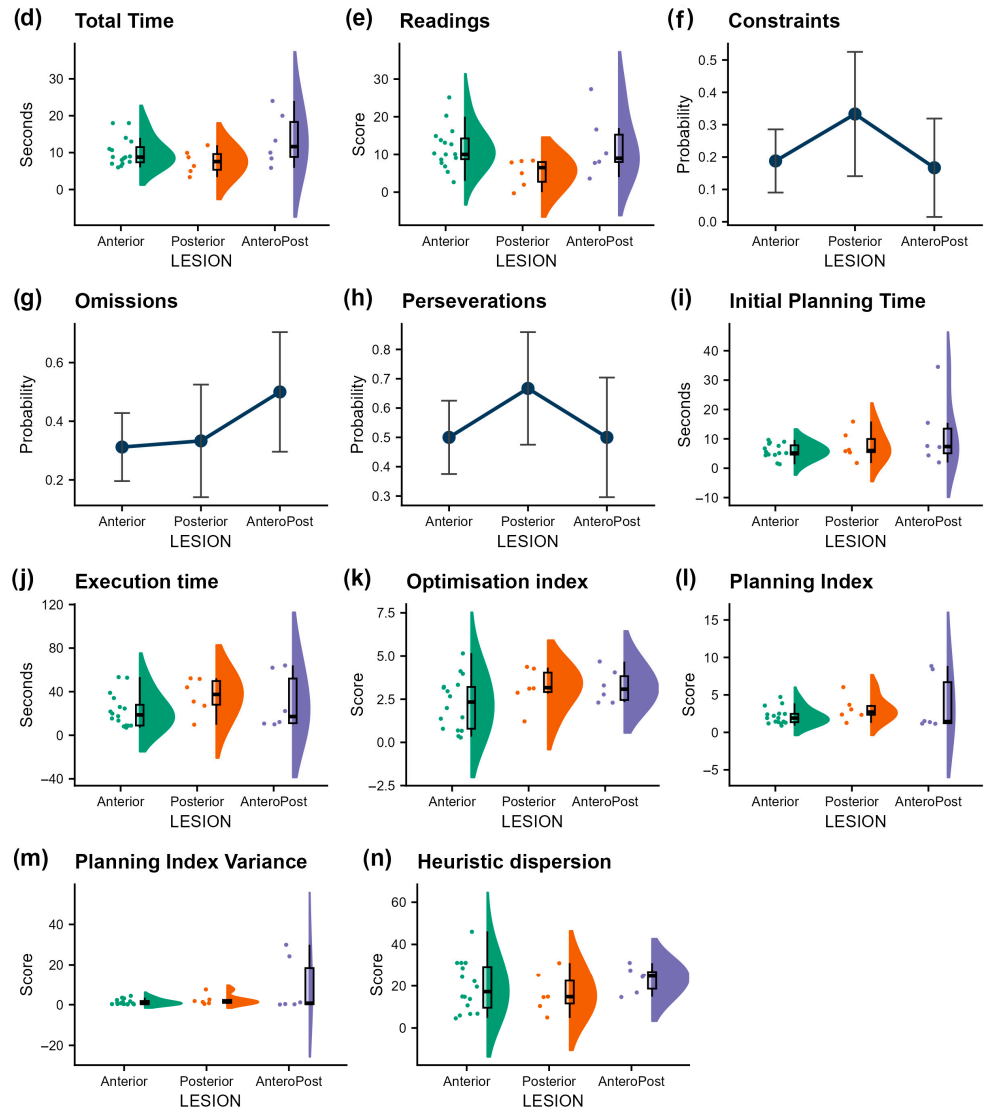 (d) Total Time
Seconds
30
20
10
0
Anterior Posterior AnteroPost
LESION
(e) Readings
Score
30
20
10
0
Anterior Posterior AnteroPost
LESION
(f) Constraints
Probability
0.5
0.4
0.3
0.2
0.1
0.0
Anterior Posterior AnteroPost
LESION
(g) Omissions
Probability
0.6
0.4
0.2
Anterior Posterior AnteroPost
LESION
(h) Perseverations
Probability
0.8
0.7
0.6
0.5
0.4
0.3
Anterior Posterior AnteroPost
LESION
(i) Initial Planning Time
Seconds
40
30
20
10
0
−10
Anterior Posterior AnteroPost
LESION
(j) Execution time
Seconds
120
80
40
0
−40
Anterior Posterior AnteroPost
LESION
(k) Optimisation index
Score
7.5
5.0
2.5
0.0
−2.5
Anterior Posterior AnteroPost
LESION
(l) Planning Index
Score
15
10
5
0
−5
Anterior Posterior AnteroPost
LESION
(m) Planning Index Variance
Score
40
20
0
−20
Anterior Posterior AnteroPost
LESION
(n) Heuristic dispersion
Score
60
40
20
0
Anterior Posterior AnteroPost
LESION